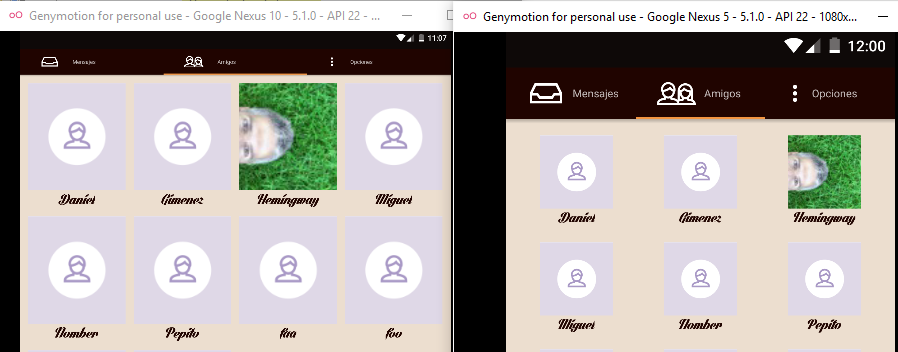 Genymotion for personal use - Google Nexus 10 - 5.1.0 - API 22 - ...
11:07
Mensajes
Amigos
Opciones
Daniel
Gimenez
Hemingway
Miguel
Nomber
Pepito
foo
Genymotion for personal use - Google Nexus 5 - 5.1.0 - API 22 - 1080x...
12:00
Mensajes
Amigos
Opciones
Daniel
Gimenez
Hemingway
Miguel
Nomber
Pepito